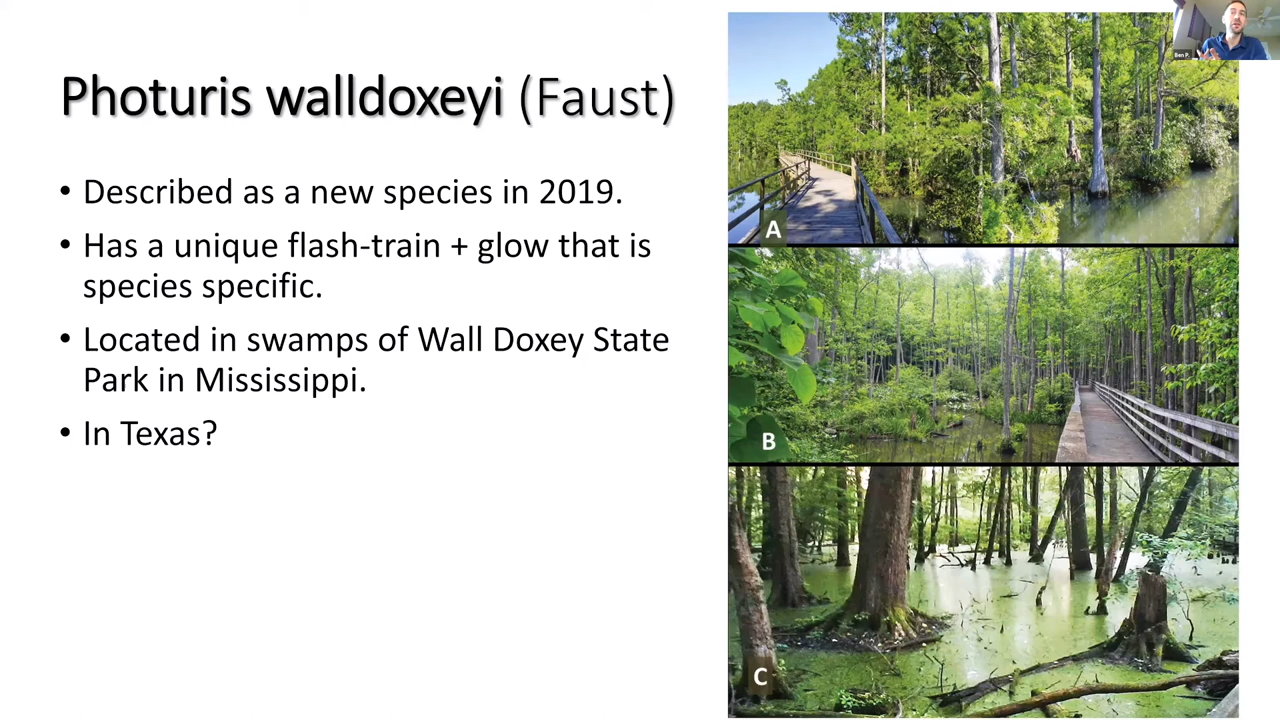 Photuris walldoxeyi (Faust)
• Described as a new species in 2019.
• Has a unique flash-train + glow that is
species specific.
• Located in swamps of Wall Doxey State
Park in Mississippi.
• In Texas?
A
B
C
Ben P.